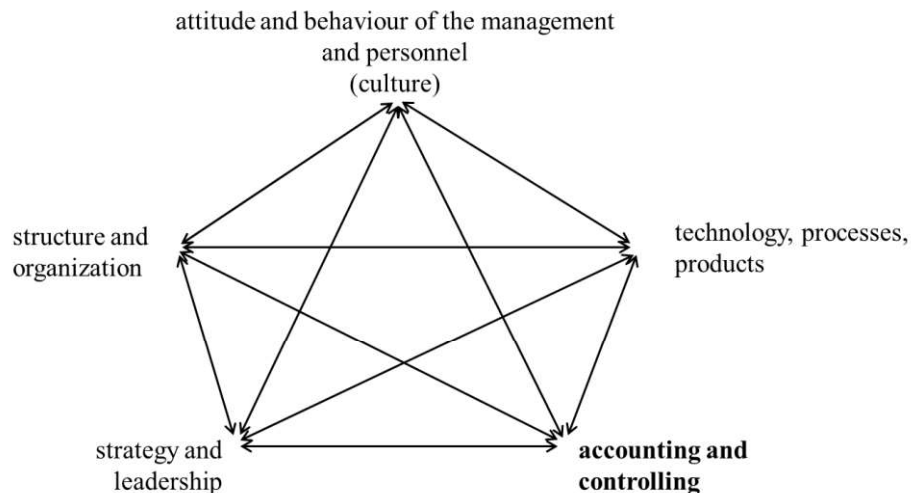 attitude and behaviour of the management
and personnel
(culture)
structure and
organization
technology, processes,
products
strategy and
leadership
accounting and
controlling